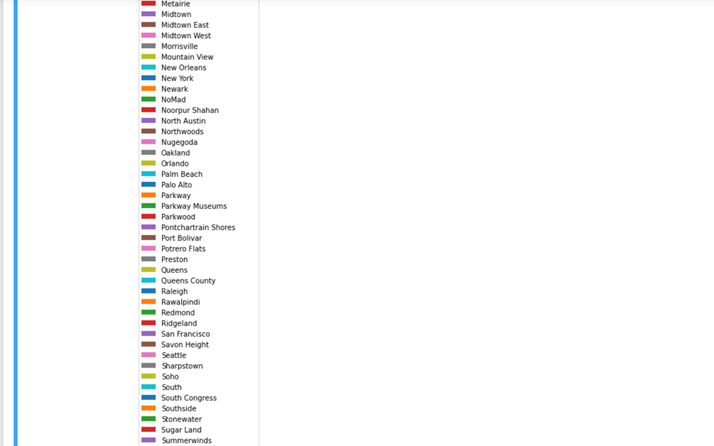 Metairie
Midtown
Midtown East
Midtown West
Morrisville
Mountain View
New Orleans
New York
Newark
NoMad
Noorpur Shahan
North Austin
Northwoods
Nugegoda
Oakland
Orlando
Palm Beach
Palo Alto
Parkway
Parkway Museums
Parkwood
Pontchartrain Shores
Port Bolivar
Potrero Flats
Preston
Queens
Queens County
Raleigh
Rawalpindi
Redmond
Ridgeland
San Francisco
Savon Height
Seattle
Sharpstown
Soho
South
South Congress
Southside
Stonewater
Sugar Land
Summerwinds